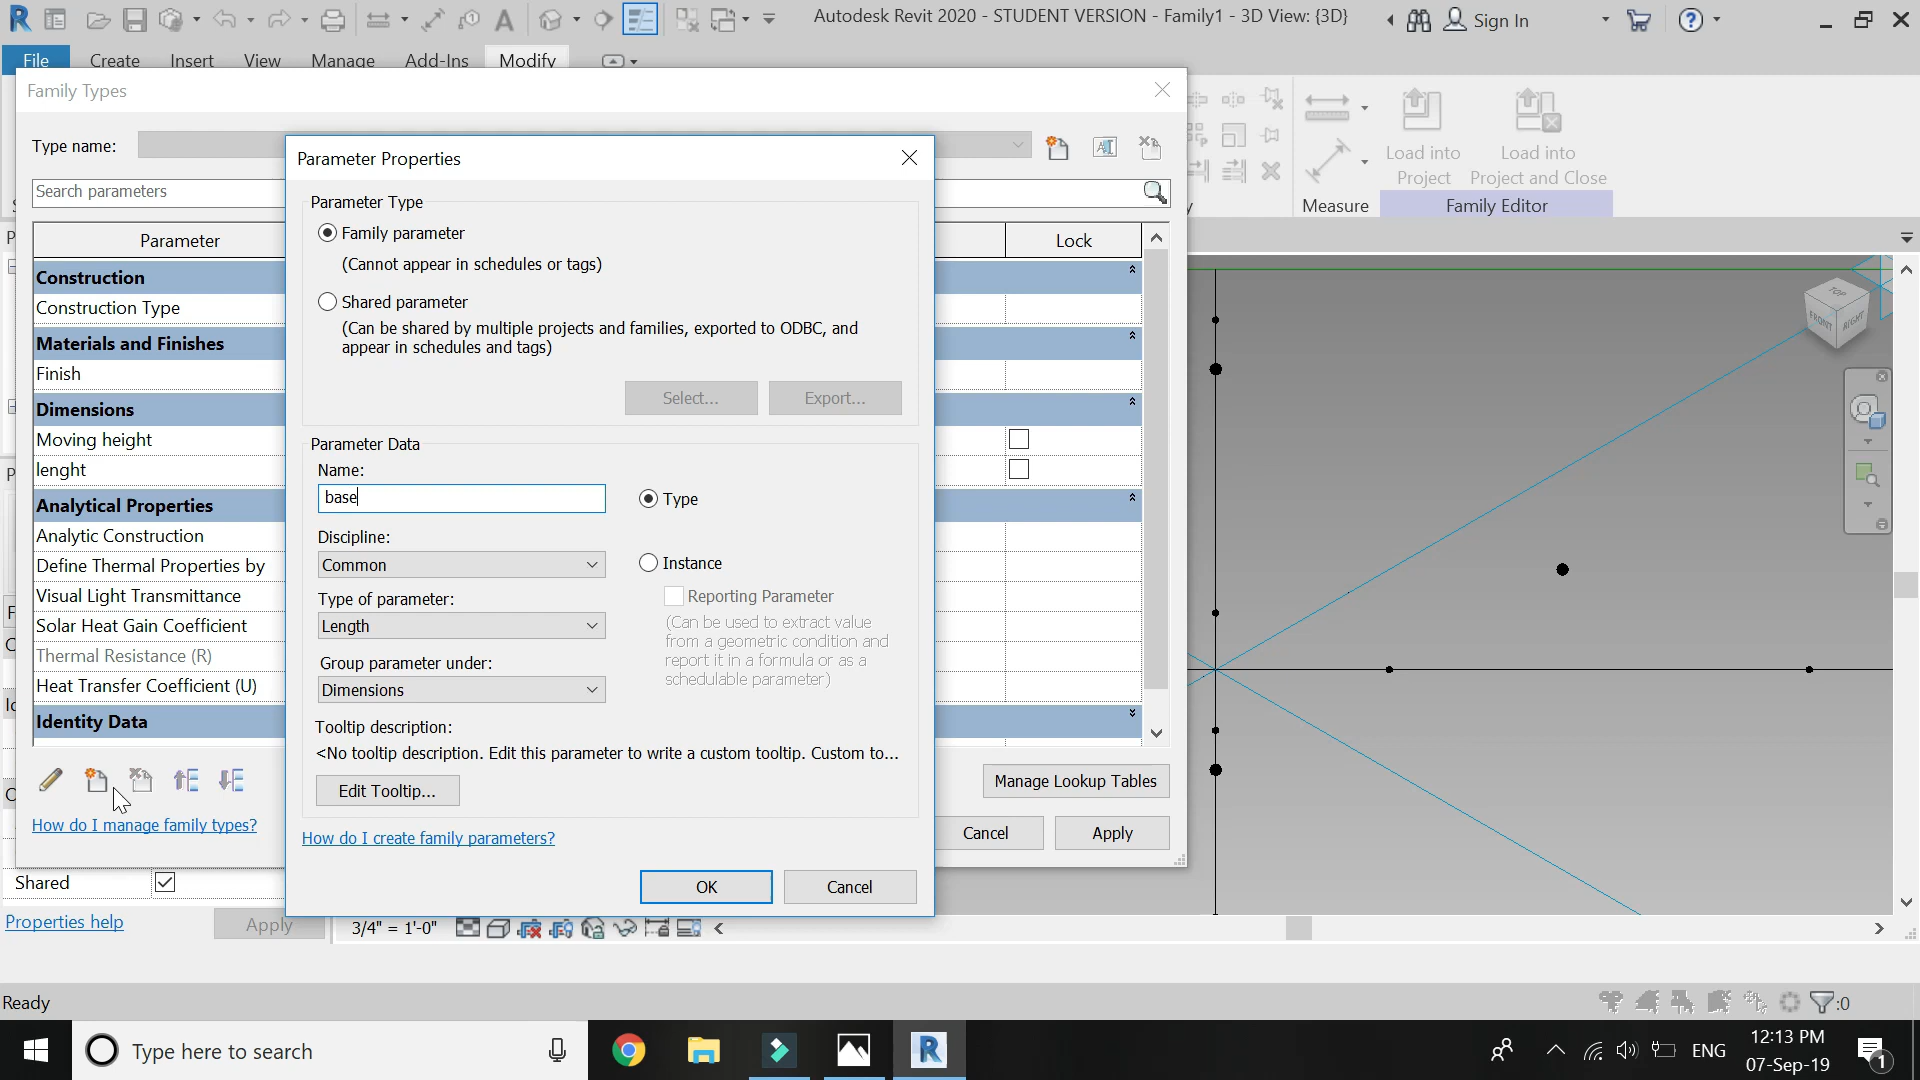 Autodesk Revit 2020 - STUDENT VERSION - Family1 - 3D View: {3D}
Sign In
File
Create
Insert
View
Manage
Add-Ins
Modify
Family Types
Type name:
Search parameters
Parameter
Lock
Construction
Construction Type
Materials and Finishes
Finish
Dimensions
Moving height
lenght
Analytical Properties
Analytic Construction
Define Thermal Properties by
Visual Light Transmittance
Solar Heat Gain Coefficient
Thermal Resistance (R)
Heat Transfer Coefficient (U)
Identity Data
How do I manage family types?
Manage Lookup Tables
Cancel
Apply
Parameter Properties
Parameter Type
Family parameter
(Cannot appear in schedules or tags)
Shared parameter
(Can be shared by multiple projects and families, exported to ODBC, and
appear in schedules and tags)
Select...
Export...
Parameter Data
Name:
base
Type
Discipline:
Common
Instance
Reporting Parameter
(Can be used to extract value
from a geometric condition and
report it in a formula or as a
schedulable parameter)
Type of parameter:
Length
Group parameter under:
Dimensions
Tooltip description:
<No tooltip description. Edit this parameter to write a custom tooltip. Custom to...
Edit Tooltip...
How do I create family parameters?
OK
Cancel
Load into
Project
Load into
Project and Close
Measure
Family Editor
TOP
FRONT
RIGHT
Shared
Properties help
Apply
3/4" = 1'-0"
Ready
:0
Type here to search
ENG
12:13 PM
07-Sep-19
1